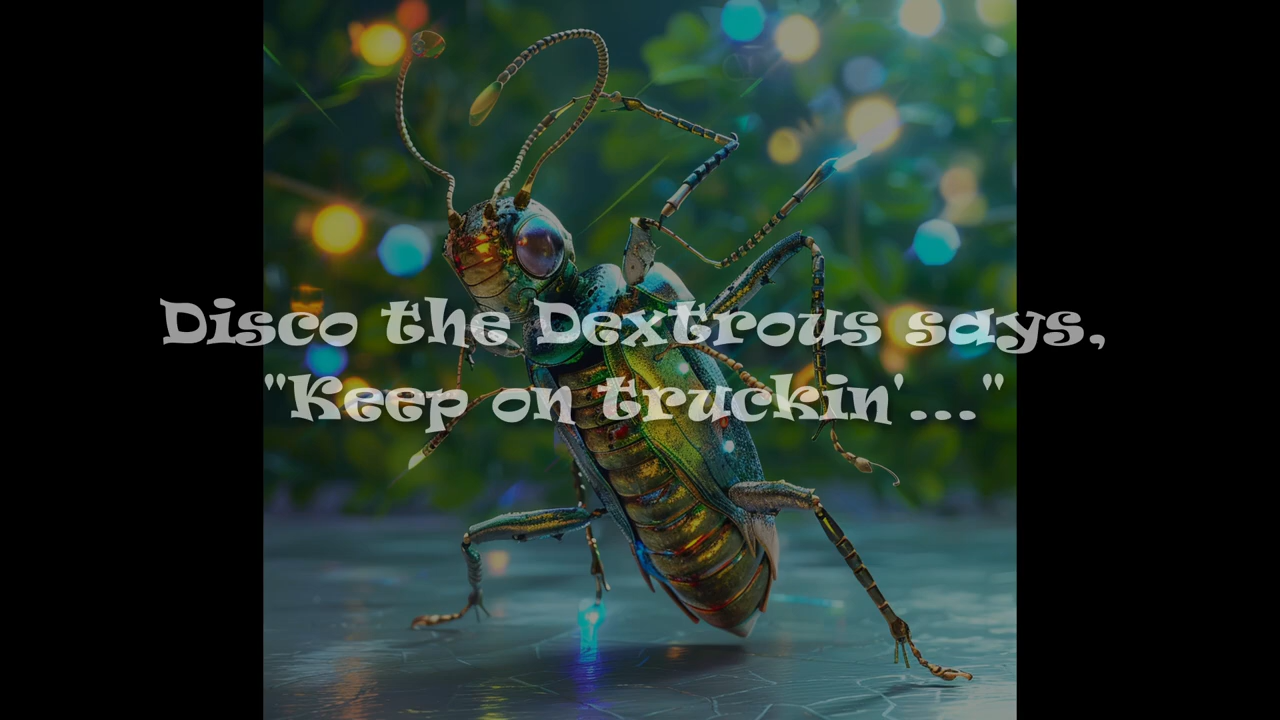 Disco the Dextrous says,
"Keep on truckin'..."